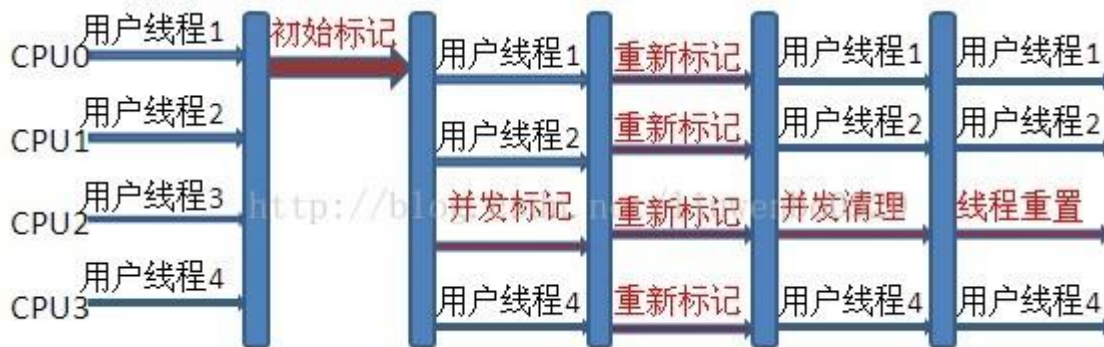 用户线程1 初始标记
CPU0 用户线程1 重新标记 用户线程1 用户线程1
用户线程2
CPU1 用户线程2 重新标记 用户线程2 用户线程2
用户线程3
CPU2 并发标记 重新标记 并发清理 线程重置
http://blog.
用户线程4
CPU3 用户线程4 重新标记 用户线程4 用户线程4